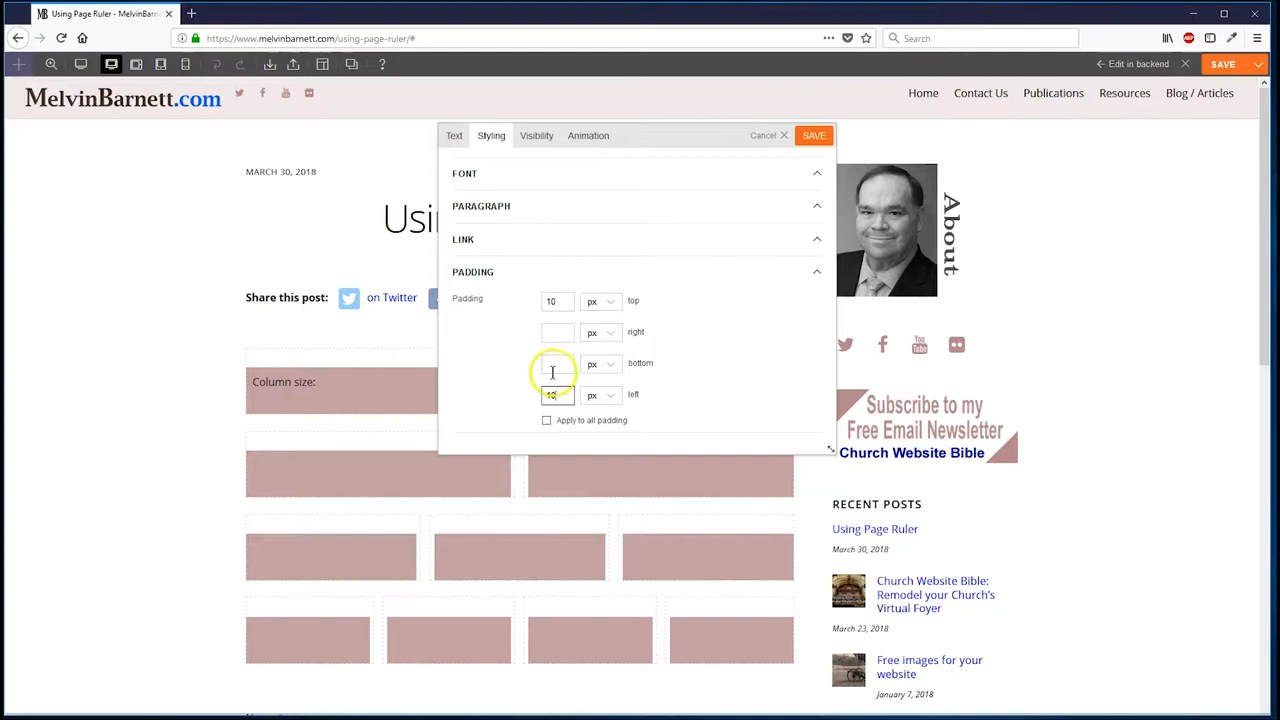 Using Page Ruler - MelvinBarnett
https://www.melvinbarnett.com/using-page-ruler/#
Search
ABP
Edit in backend
SAVE
MelvinBarnett.com
Home
Contact Us
Publications
Resources
Blog / Articles
Text
Styling
Visibility
Animation
Cancel
SAVE
MARCH 30, 2018
FONT
PARAGRAPH
LINK
PADDING
Padding
10 px top
px right
px bottom
10 px left
Apply to all padding
Share this post:
on Twitter
Column size:
About
You
Tube
Subscribe to my
Free Email Newsletter
Church Website Bible
RECENT POSTS
Using Page Ruler
March 30, 2018
Church Website Bible:
Remodel your Church's
Virtual Foyer
March 23, 2018
Free images for your
website
January 7, 2018